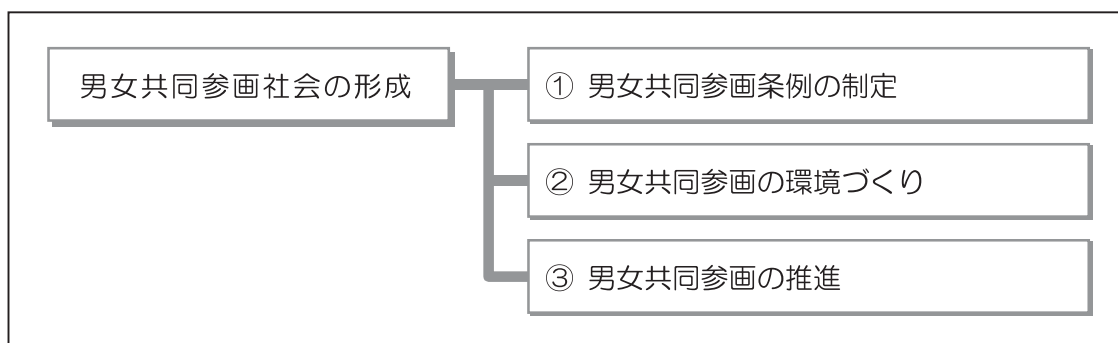 男女共同参画社会の形成
① 男女共同参画条例の制定
② 男女共同参画の環境づくり
③ 男女共同参画の推進